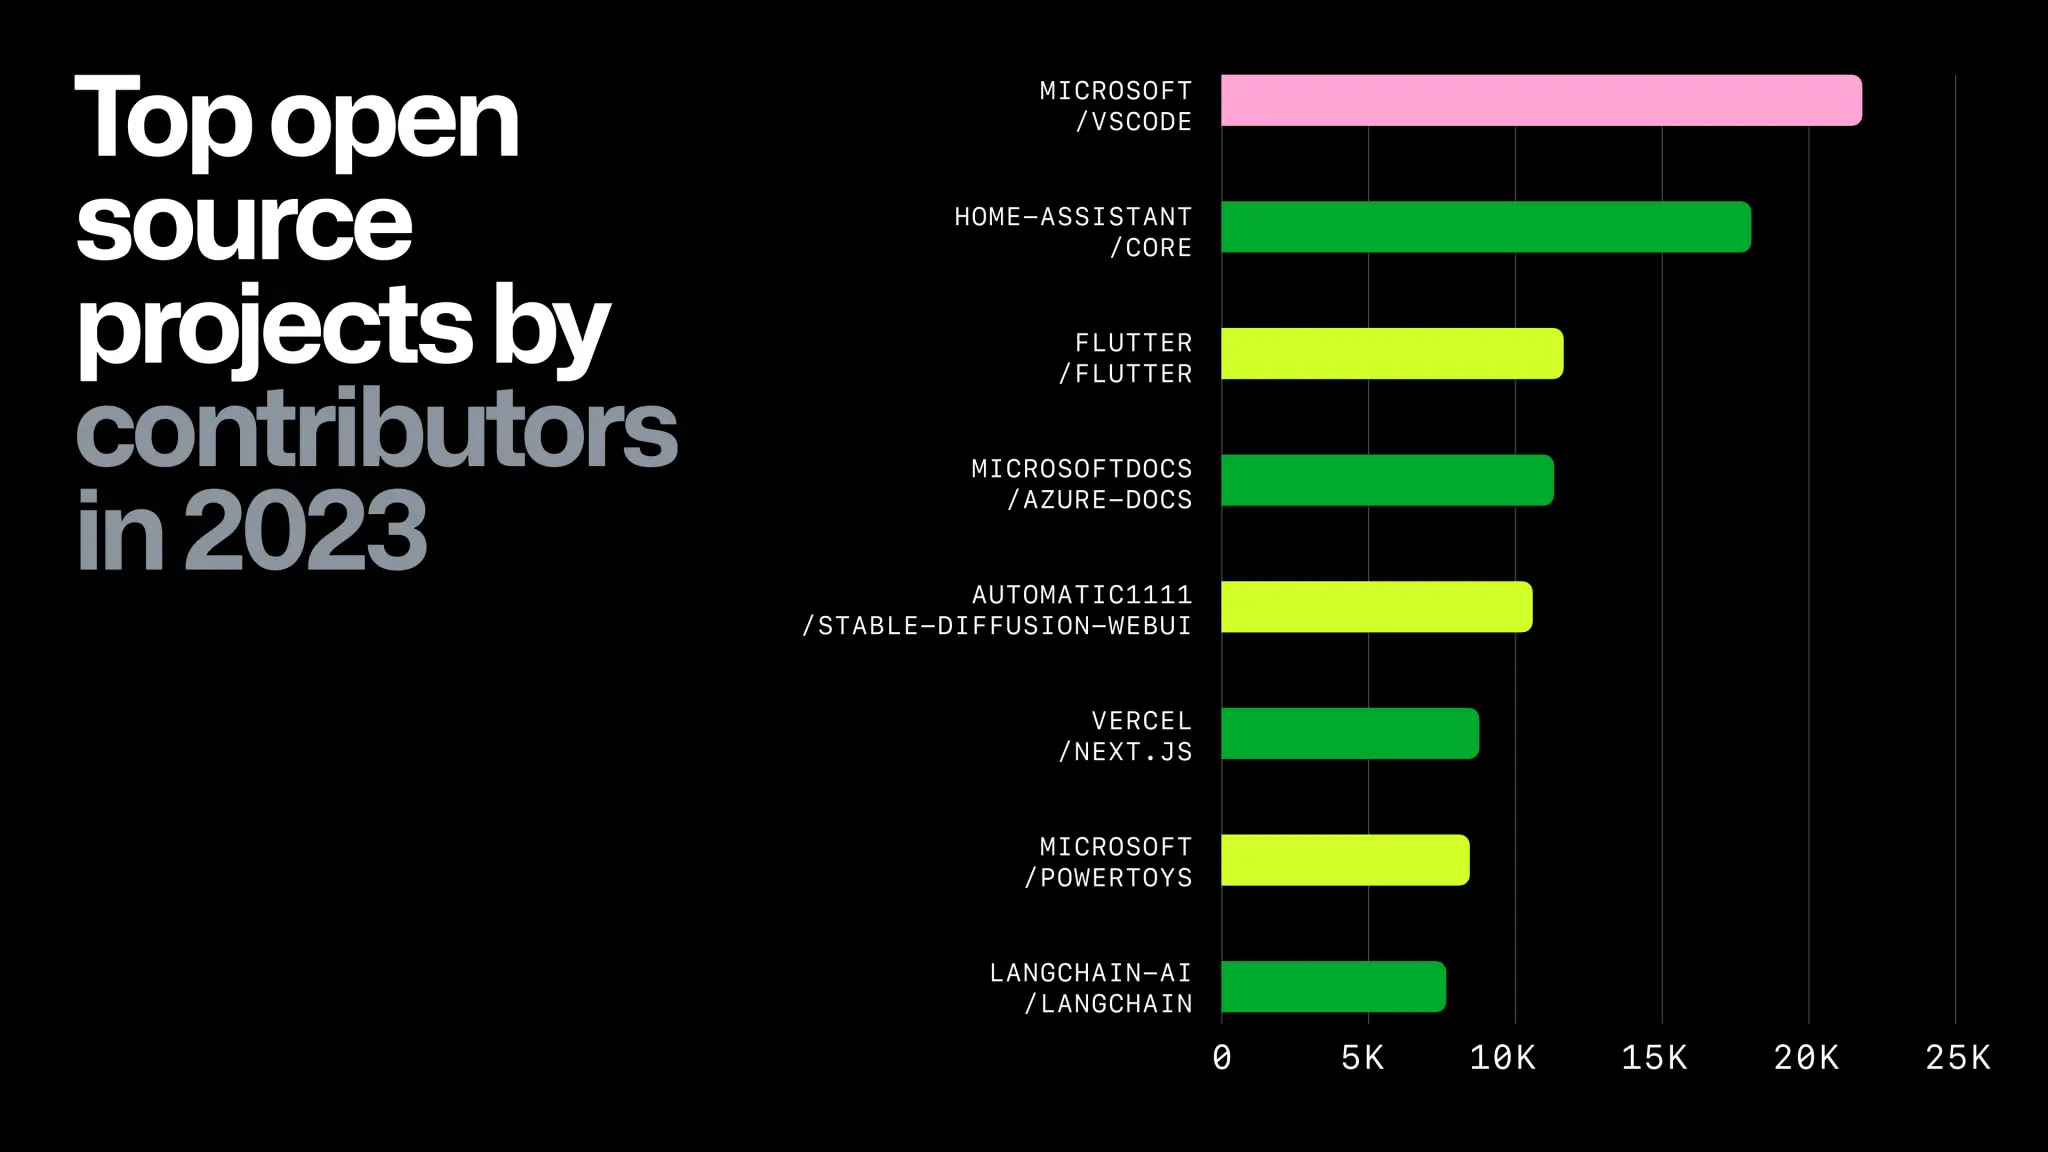 Top open
source
projects by
contributors
in 2023
MICROSOFT
/VSCODE
HOME-ASSISTANT
/CORE
FLUTTER
/FLUTTER
MICROSOFTDOCS
/AZURE-DOCS
AUTOMATIC1111
/STABLE-DIFFUSION-WEBUI
VERCEL
/NEXT.JS
MICROSOFT
/POWERTOYS
LANGCHAIN-AI
/LANGCHAIN
0 5K 10K 15K 20K 25K